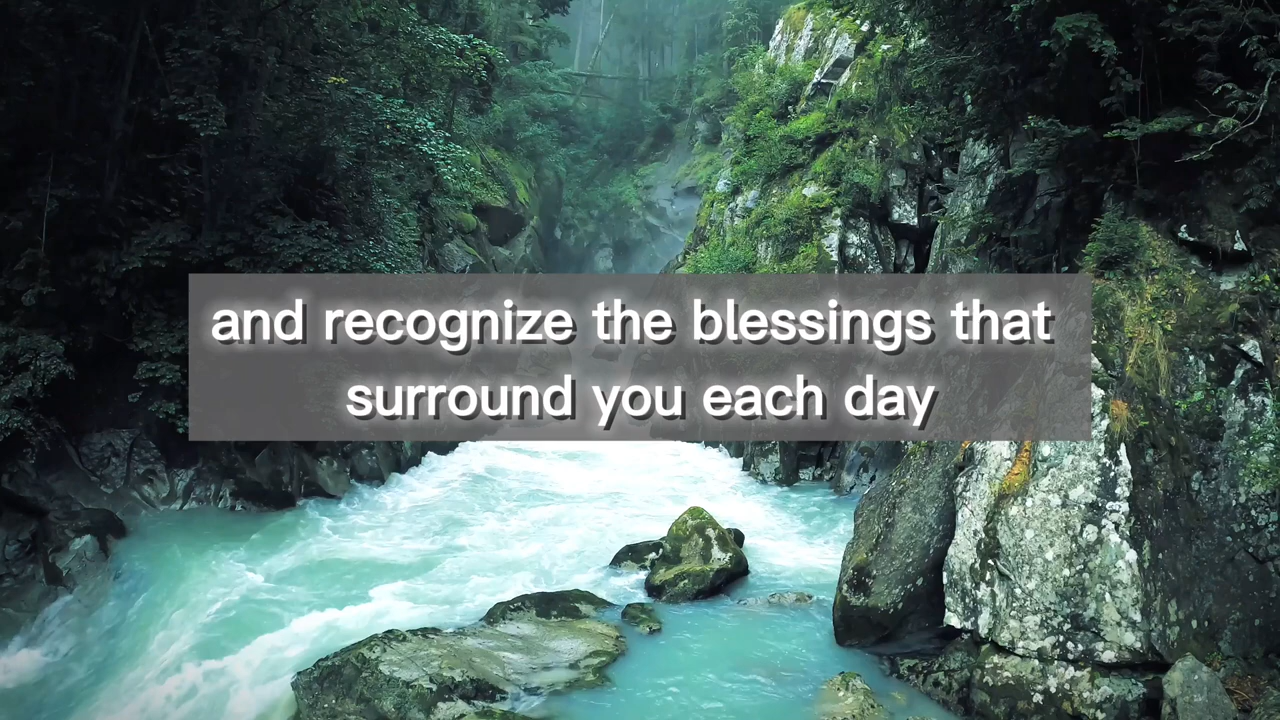 and recognize the blessings that
surround you each day